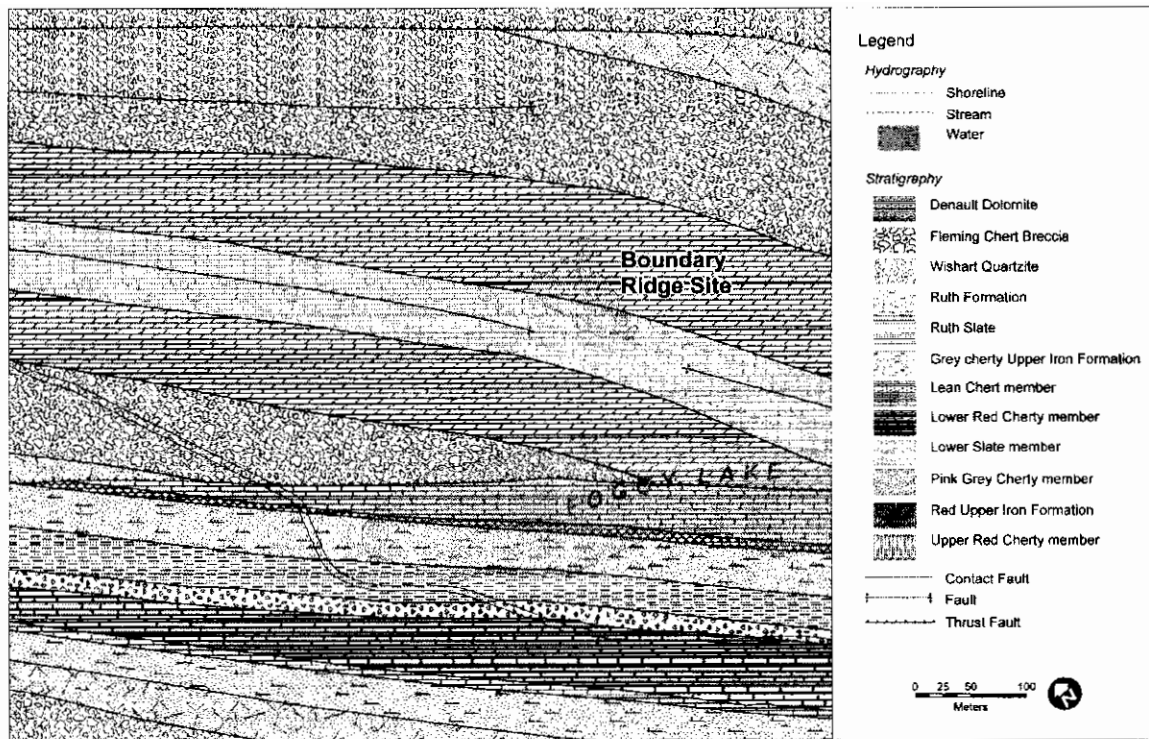 Boundary
Ridge Site
LOGGY LAKE
Legend
Hydrography
Shoreline
Stream
Water
Stratigraphy
Denault Dolomite
Fleming Chert Breccia
Wishart Quartzite
Ruth Formation
Ruth Slate
Grey cherty Upper Iron Formation
Lean Chert member
Lower Red Cherty member
Lower Slate member
Pink Grey Cherty member
Red Upper Iron Formation
Upper Red Cherty member
Contact Fault
Fault
Thrust Fault
0 25 50 100
Meters